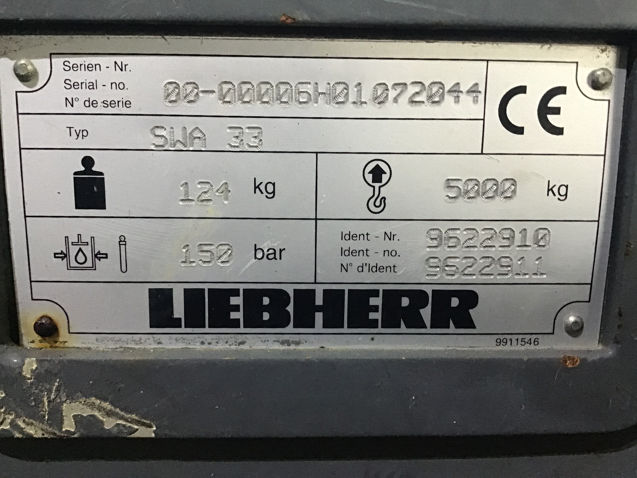 Serien - Nr.
Serial - no.
N° de serie
00-00006H01072044
CE
Typ SWA 33
124 kg
5000 kg
150 bar
Ident - Nr.
Ident - no.
N° d'Ident
9622910
9622911
LIEBHERR
9911546